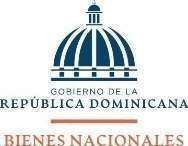 GOBIERNO DE LA
REPÚBLICA DOMINICANA
BIENES NACIONALES